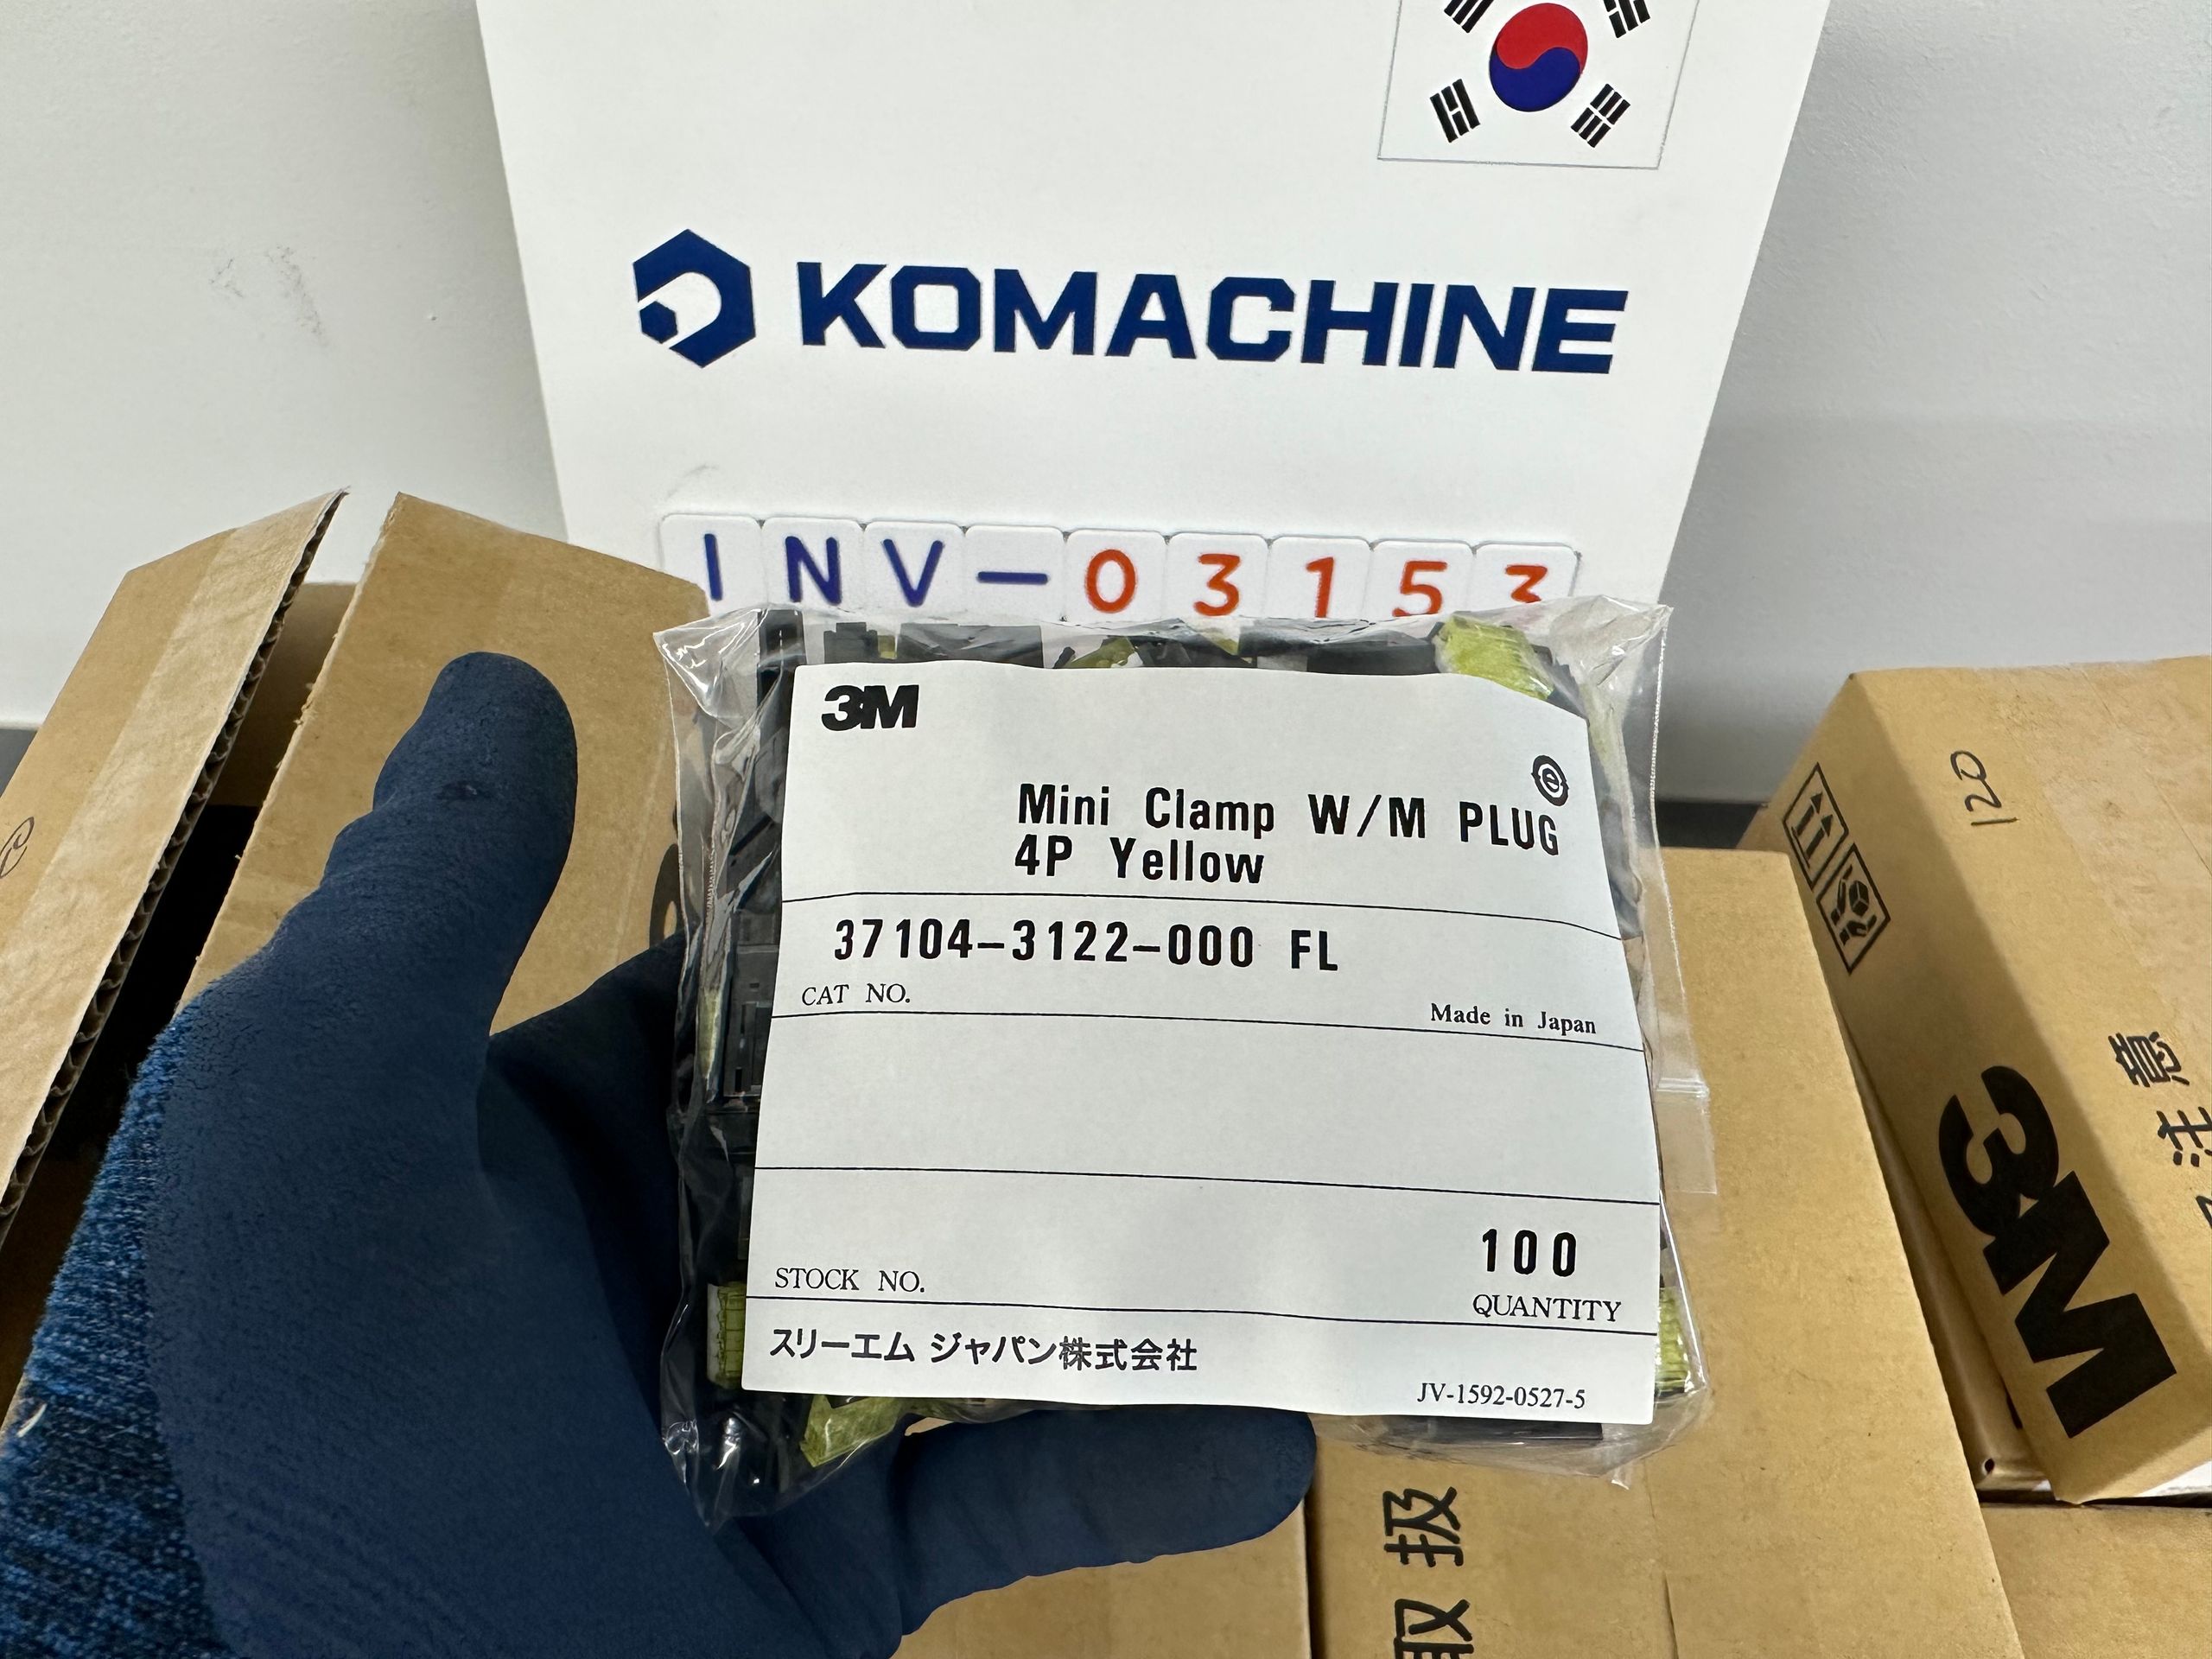 KOMACHINE
INV-03153
3M
Mini Clamp W/M PLUG
4P Yellow
37104-3122-000 FL
CAT NO.
Made in Japan
100
STOCK NO.
QUANTITY
スリーエム ジャパン株式会社
JV-1592-0527-5
120
3M
注意
取扱